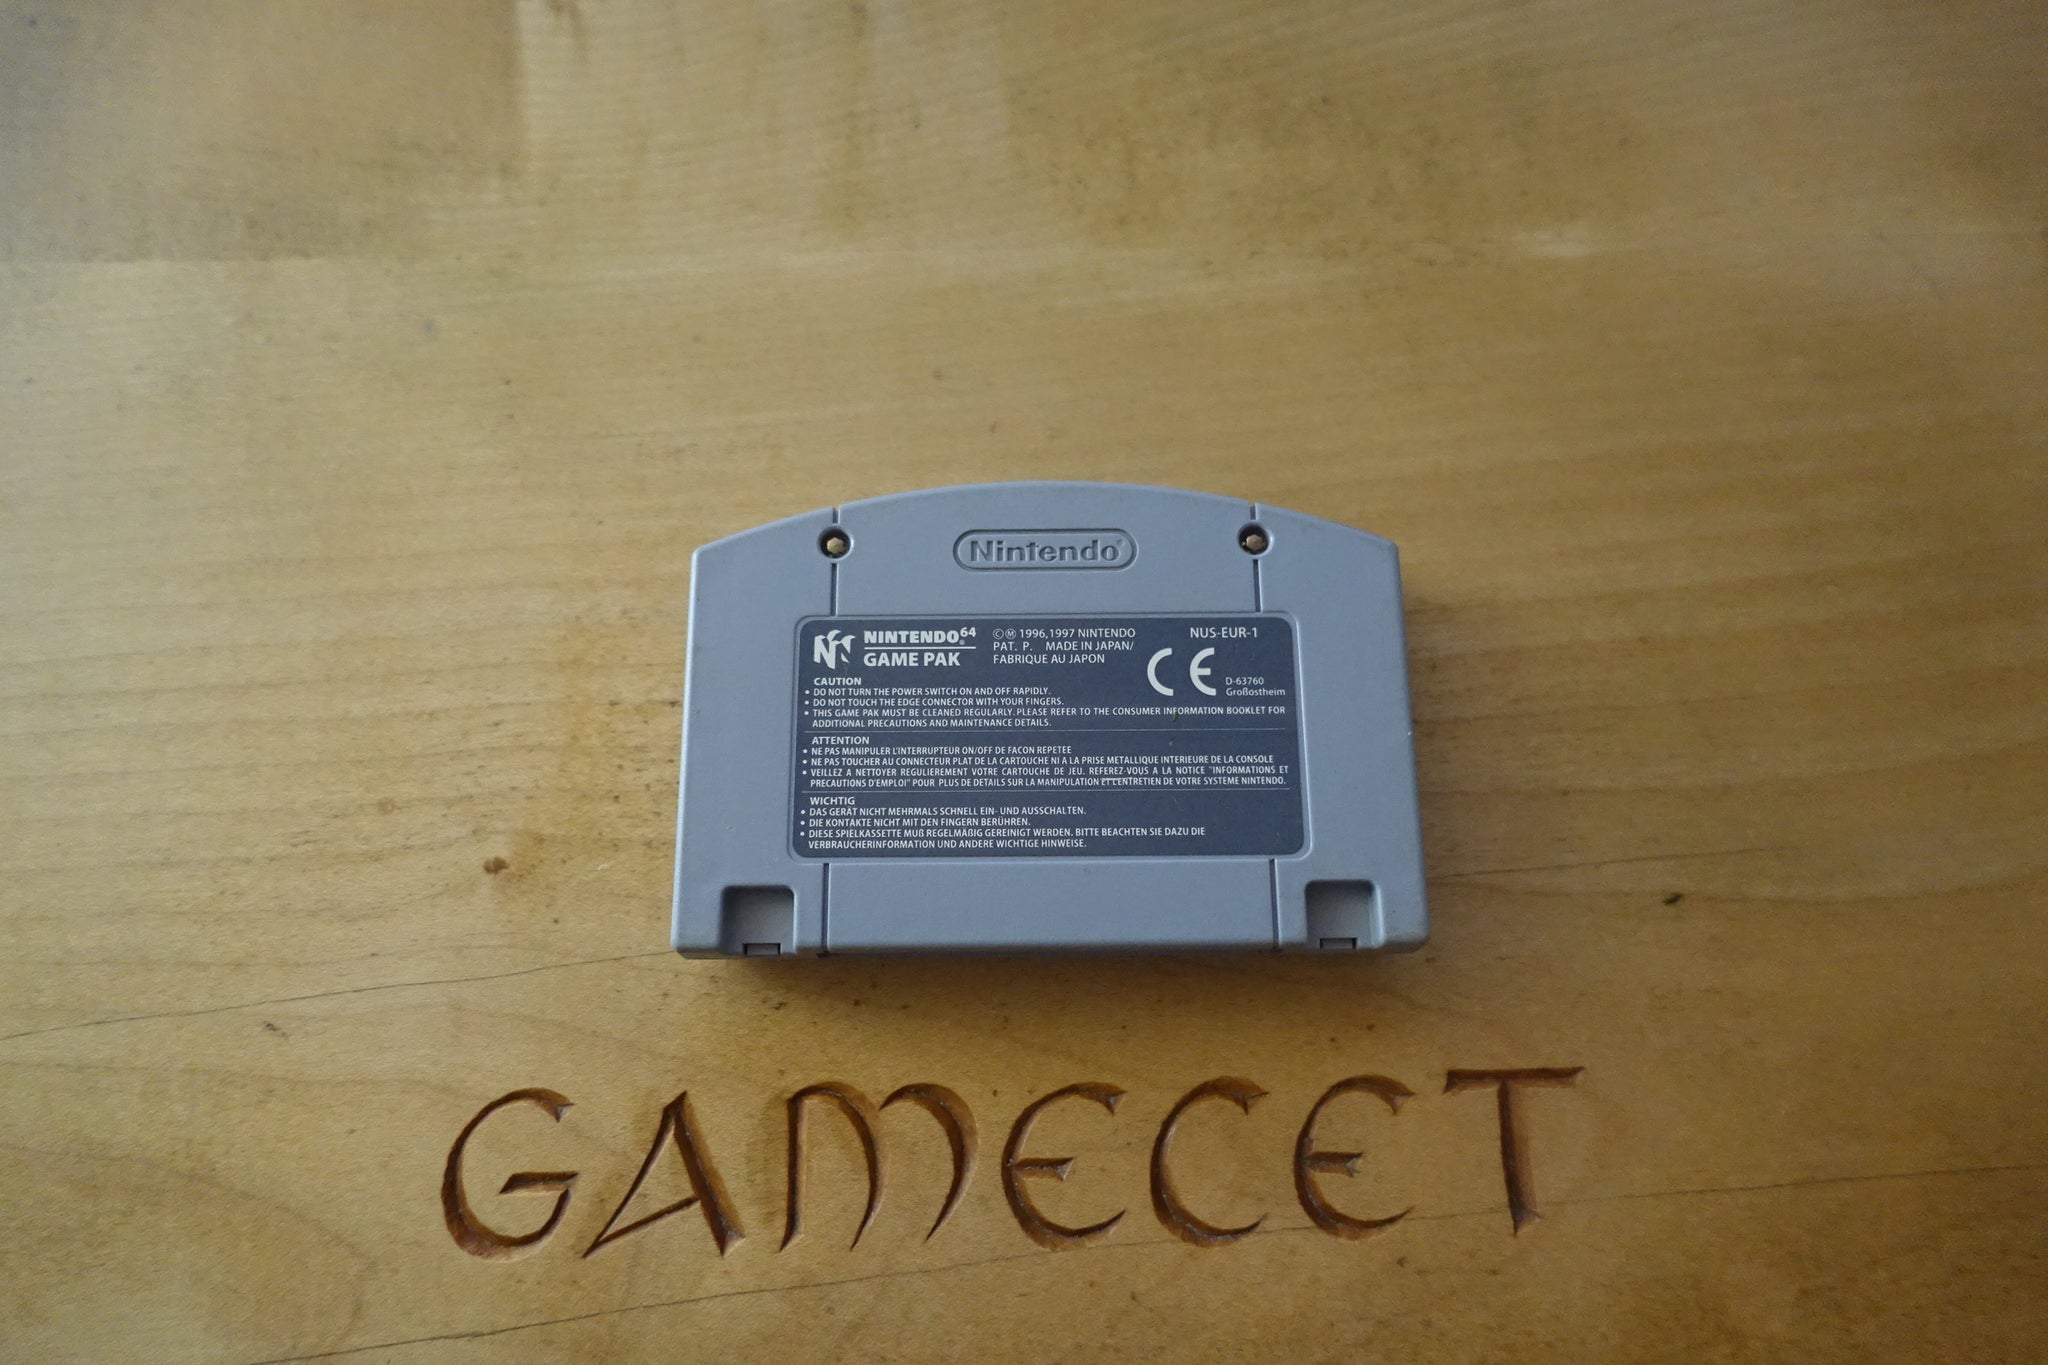 Nintendo
NINTENDO64
GAME PAK
©Ⓜ 1996,1997 NINTENDO
PAT. P. MADE IN JAPAN/
FABRIQUE AU JAPON
NUS-EUR-1
CE
D-63760
Großostheim
CAUTION
• DO NOT TURN THE POWER SWITCH ON AND OFF RAPIDLY.
• DO NOT TOUCH THE EDGE CONNECTOR WITH YOUR FINGERS.
• THIS GAME PAK MUST BE CLEANED REGULARLY. PLEASE REFER TO THE CONSUMER INFORMATION BOOKLET FOR
ADDITIONAL PRECAUTIONS AND MAINTENANCE DETAILS.
ATTENTION
• NE PAS MANIPULER L'INTERRUPTEUR ON/OFF DE FACON REPETEE
• NE PAS TOUCHER AU CONNECTEUR PLAT DE LA CARTOUCHE NI A LA PRISE METALLIQUE INTERIEURE DE LA CONSOLE
• VEILLEZ A NETTOYER REGULIEREMENT VOTRE CARTOUCHE DE JEU. REFEREZ-VOUS A LA NOTICE "INFORMATIONS ET
PRECAUTIONS D'EMPLOI" POUR PLUS DE DETAILS SUR LA MANIPULATION ET L'ENTRETIEN DE VOTRE SYSTEME NINTENDO.
WICHTIG
• DAS GERÄT NICHT MEHRMALS SCHNELL EIN- UND AUSSCHALTEN.
• DIE KONTAKTE NICHT MIT DEN FINGERN BERÜHREN.
• DIESE SPIELKASSETTE MUß REGELMÄßIG GEREINIGT WERDEN. BITTE BEACHTEN SIE DAZU DIE
VERBRAUCHERINFORMATION UND ANDERE WICHTIGE HINWEISE.
GAMECET